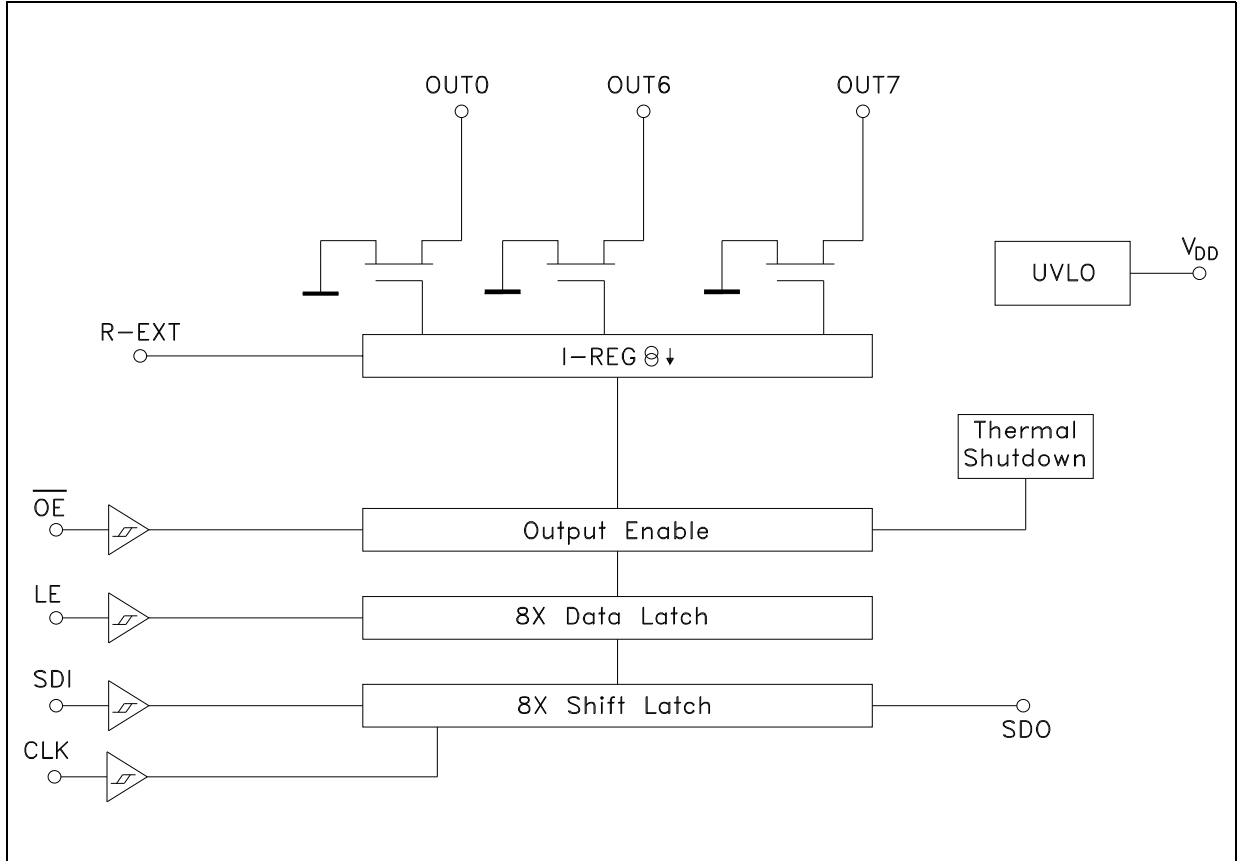 OUT0
OUT6
OUT7
UVLO
VDD
R-EXT
I-REG
Thermal
Shutdown
OE
Output Enable
LE
8X Data Latch
SDI
8X Shift Latch
SDO
CLK